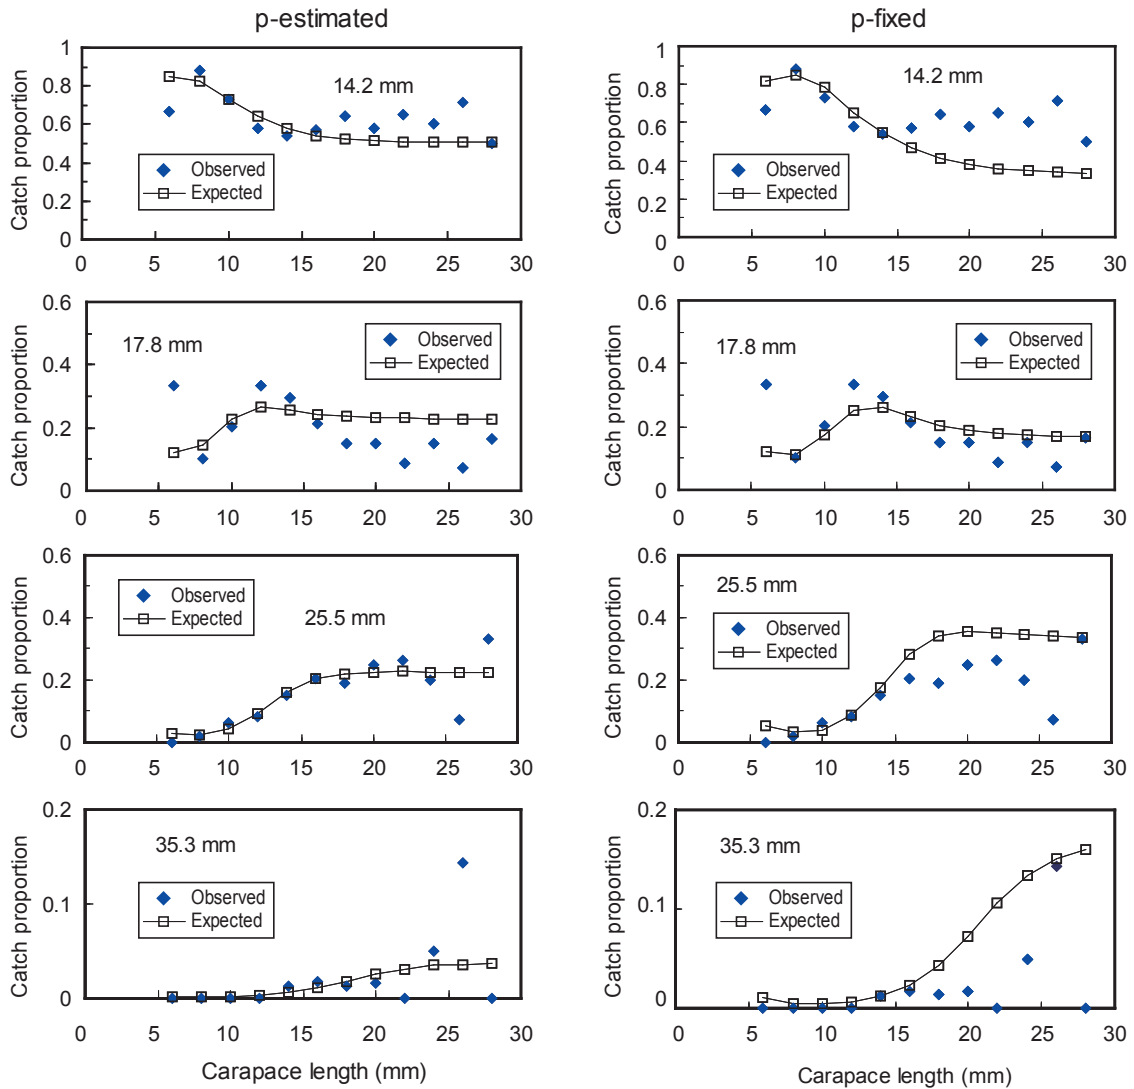 p-estimated
p-fixed
1
0.8
0.6
0.4
0.2
0
Catch proportion
14.2 mm
Observed
Expected
0 5 10 15 20 25 30
1
0.8
0.6
0.4
0.2
0
Catch proportion
14.2 mm
Observed
Expected
0 5 10 15 20 25 30
0.6
0.4
0.2
0
Catch proportion
17.8 mm
Observed
Expected
0 5 10 15 20 25 30
0.6
0.4
0.2
0
Catch proportion
17.8 mm
Observed
Expected
0 5 10 15 20 25 30
0.6
0.4
0.2
0
Catch proportion
Observed
Expected
25.5 mm
0 5 10 15 20 25 30
0.6
0.4
0.2
0
Catch proportion
25.5 mm
Observed
Expected
0 5 10 15 20 25 30
0.2
0.1
0
Catch proportion
35.3 mm
Observed
Expected
0 5 10 15 20 25 30
Carapace length (mm)
0.2
0.1
0
Catch proportion
35.3 mm
Observed
Expected
0 5 10 15 20 25 30
Carapace length (mm)